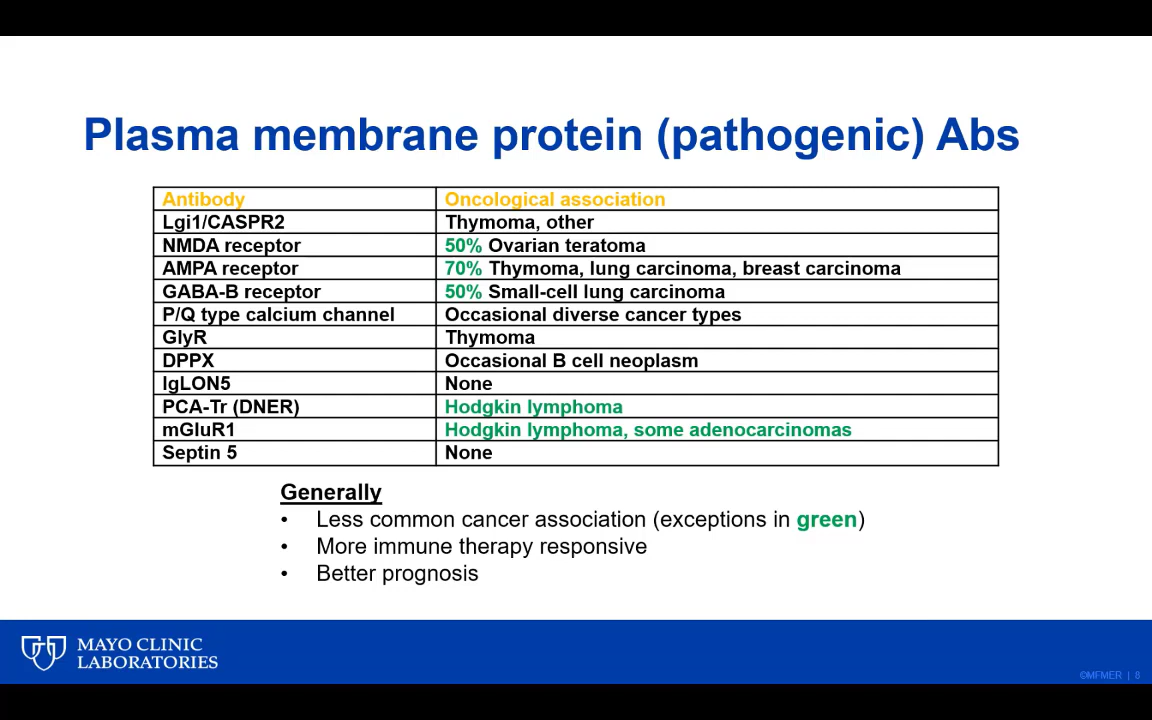 Plasma membrane protein (pathogenic) Abs
Antibody Oncological association
Lgi1/CASPR2 Thymoma, other
NMDA receptor 50% Ovarian teratoma
AMPA receptor 70% Thymoma, lung carcinoma, breast carcinoma
GABA-B receptor 50% Small-cell lung carcinoma
P/Q type calcium channel Occasional diverse cancer types
GlyR Thymoma
DPPX Occasional B cell neoplasm
IgLON5 None
PCA-Tr (DNER) Hodgkin lymphoma
mGluR1 Hodgkin lymphoma, some adenocarcinomas
Septin 5 None
Generally
• Less common cancer association (exceptions in green)
• More immune therapy responsive
• Better prognosis
MAYO CLINIC
LABORATORIES
©MFMER | 8